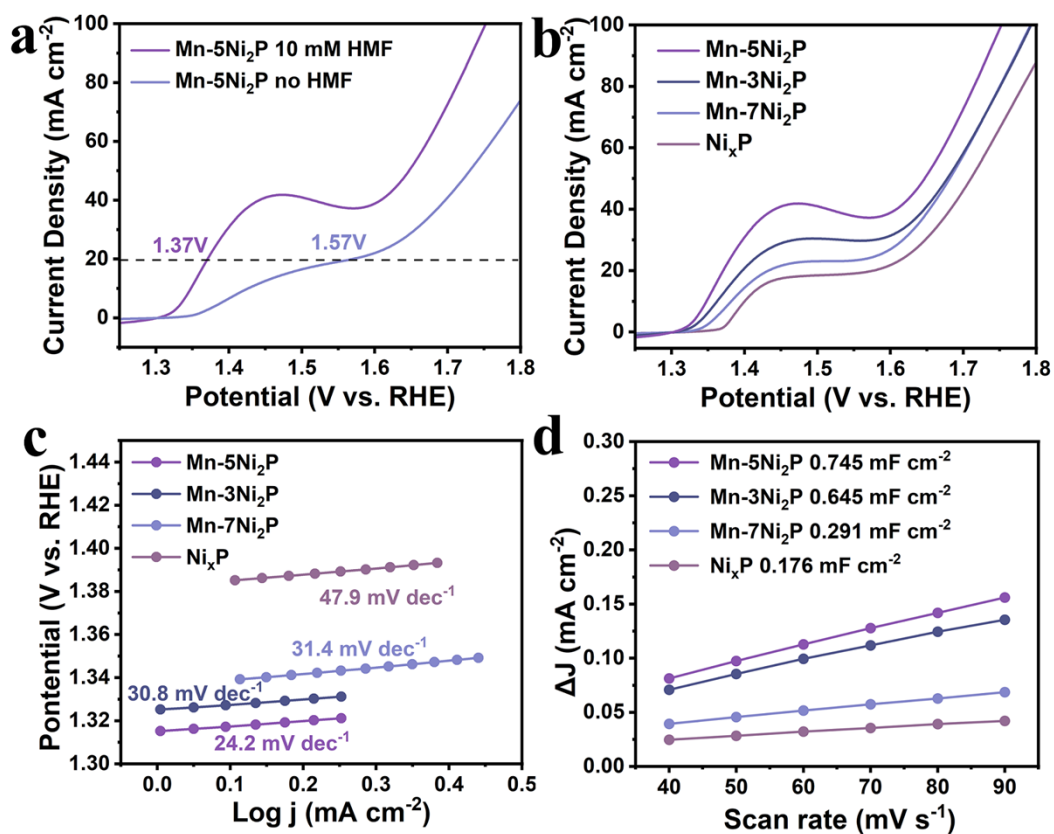 a
Mn-5Ni₂P 10 mM HMF
Mn-5Ni₂P no HMF
1.37V
1.57V
100
80
60
40
20
0
1.3 1.4 1.5 1.6 1.7 1.8
Current Density (mA cm⁻²)
Potential (V vs. RHE)
b
Mn-5Ni₂P
Mn-3Ni₂P
Mn-7Ni₂P
NiₓP
100
80
60
40
20
0
1.3 1.4 1.5 1.6 1.7 1.8
Current Density (mA cm⁻²)
Potential (V vs. RHE)
c
Mn-5Ni₂P
Mn-3Ni₂P
Mn-7Ni₂P
NiₓP
47.9 mV dec⁻¹
31.4 mV dec⁻¹
30.8 mV dec⁻¹
24.2 mV dec⁻¹
1.44
1.42
1.40
1.38
1.36
1.34
1.32
1.30
0.0 0.1 0.2 0.3 0.4 0.5
Pontential (V vs. RHE)
Log j (mA cm⁻²)
d
Mn-5Ni₂P 0.745 mF cm⁻²
Mn-3Ni₂P 0.645 mF cm⁻²
Mn-7Ni₂P 0.291 mF cm⁻²
NiₓP 0.176 mF cm⁻²
0.30
0.25
0.20
0.15
0.10
0.05
0.00
40 50 60 70 80 90
ΔJ (mA cm⁻²)
Scan rate (mV s⁻¹)